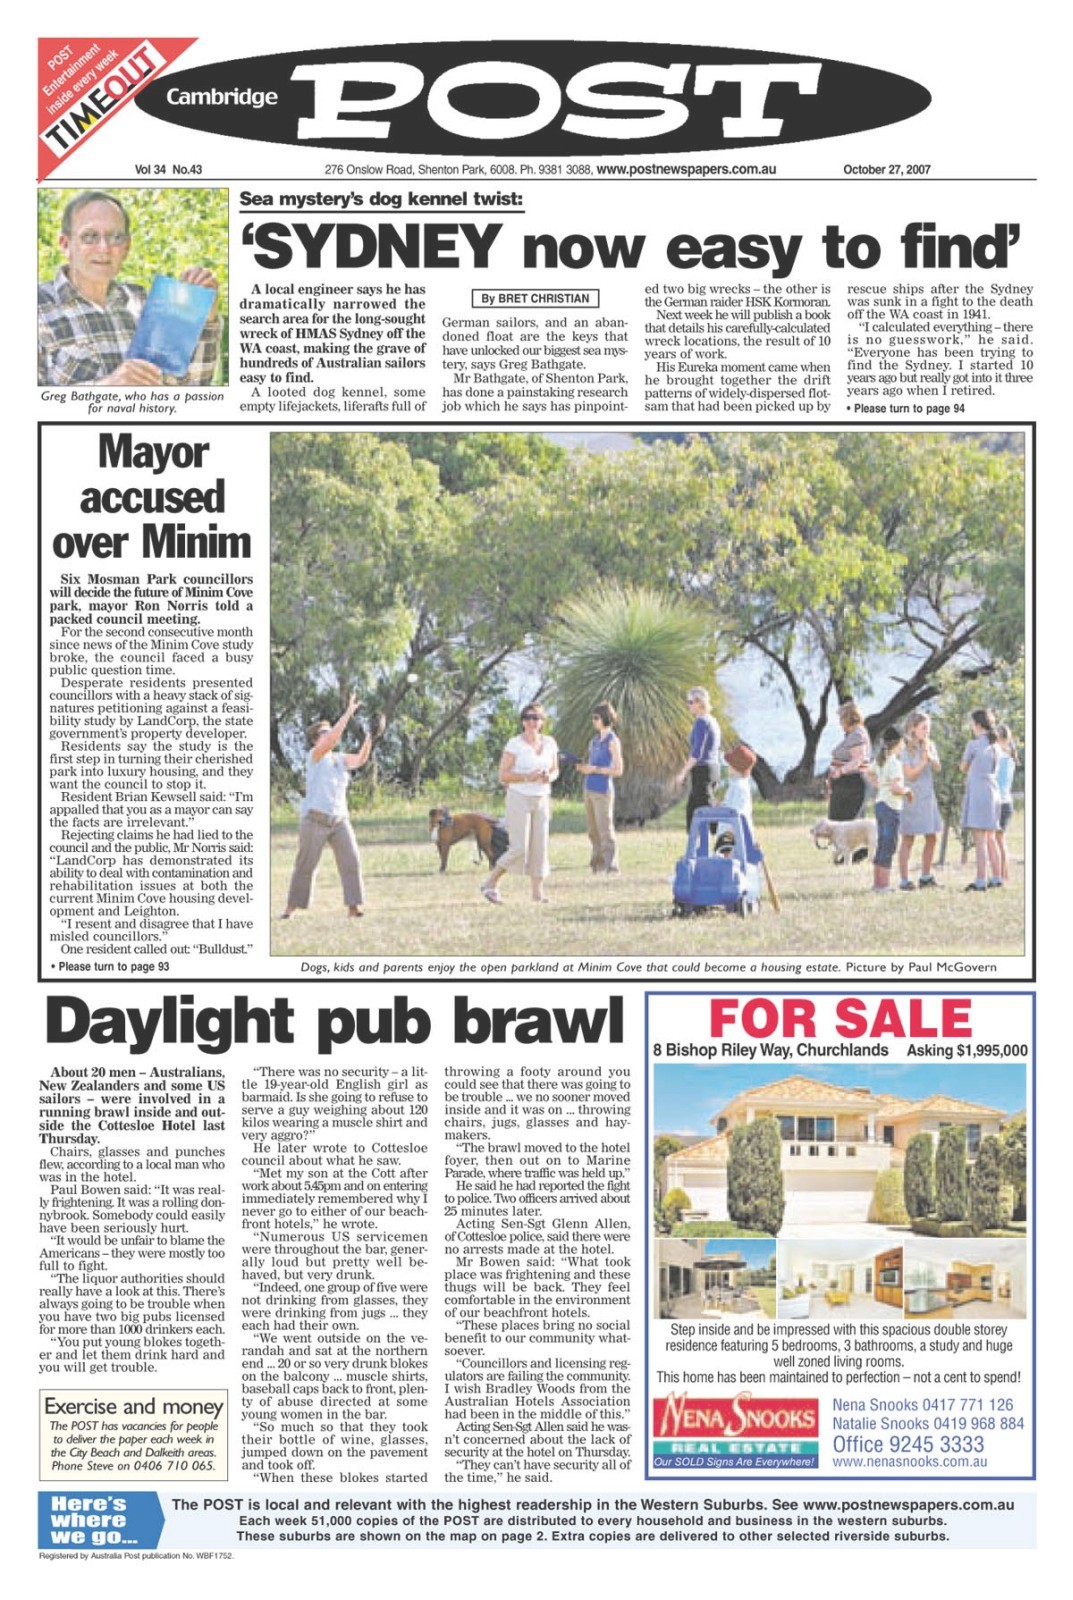 POST
Entertainment
inside every week
TIMEOUT
Cambridge POST
Vol 34 No.43
276 Onslow Road, Shenton Park, 6008. Ph. 9381 3088, www.postnewspapers.com.au
October 27, 2007
Greg Bathgate, who has a passion
for naval history.
Sea mystery's dog kennel twist:
'SYDNEY now easy to find'
A local engineer says he has
dramatically narrowed the
search area for the long-sought
wreck of HMAS Sydney off the
WA coast, making the grave of
hundreds of Australian sailors
easy to find.
A looted dog kennel, some
empty lifejackets, liferafts full of
By BRET CHRISTIAN
German sailors, and an aban-
doned float are the keys that
have unlocked our biggest sea mys-
tery, says Greg Bathgate.
Mr Bathgate, of Shenton Park,
has done a painstaking research
job which he says has pinpoint-
ed two big wrecks – the other is
the German raider HSK Kormoran.
Next week he will publish a book
that details his carefully-calculated
wreck locations, the result of 10
years of work.
His Eureka moment came when
he brought together the drift
patterns of widely-dispersed flot-
sam that had been picked up by
rescue ships after the Sydney
was sunk in a fight to the death
off the WA coast in 1941.
"I calculated everything – there
is no guesswork," he said.
"Everyone has been trying to
find the Sydney. I started 10
years ago but really got into it three
years ago when I retired.
• Please turn to page 94
Mayor
accused
over Minim
Six Mosman Park councillors
will decide the future of Minim Cove
park, mayor Ron Norris told a
packed council meeting.
For the second consecutive month
since news of the Minim Cove study
broke, the council faced a busy
public question time.
Desperate residents presented
councillors with a heavy stack of sig-
natures petitioning against a feasi-
bility study by LandCorp, the state
government's property developer.
Residents say the study is the
first step in turning their cherished
park into luxury housing, and they
want the council to stop it.
Resident Brian Kewsell said: "I'm
appalled that you as a mayor can say
the facts are irrelevant."
Rejecting claims he had lied to the
council and the public, Mr Norris said:
"LandCorp has demonstrated its
ability to deal with contamination and
rehabilitation issues at both the
current Minim Cove housing devel-
opment and Leighton.
"I resent and disagree that I have
misled councillors."
One resident called out: "Bulldust."
• Please turn to page 93
Dogs, kids and parents enjoy the open parkland at Minim Cove that could become a housing estate. Picture by Paul McGovern
Daylight pub brawl
About 20 men – Australians,
New Zealanders and some US
sailors – were involved in a
running brawl inside and out-
side the Cottesloe Hotel last
Thursday.
Chairs, glasses and punches
flew, according to a local man who
was in the hotel.
Paul Bowen said: "It was real-
ly frightening. It was a rolling don-
nybrook. Somebody could easily
have been seriously hurt.
"It would be unfair to blame the
Americans – they were mostly too
full to fight.
"The liquor authorities should
really have a look at this. There's
always going to be trouble when
you have two big pubs licensed
for more than 1000 drinkers each.
"You put young blokes togeth-
er and let them drink hard and
you will get trouble.
Exercise and money
The POST has vacancies for people
to deliver the paper each week in
the City Beach and Dalkeith areas.
Phone Steve on 0406 710 065.
"There was no security – a lit-
tle 19-year-old English girl as
barmaid. Is she going to refuse to
serve a guy weighing about 120
kilos wearing a muscle shirt and
very aggro?"
He later wrote to Cottesloe
council about what he saw.
"Met my son at the Cott after
work about 5.45pm and on entering
immediately remembered why I
never go to either of our beach-
front hotels," he wrote.
"Numerous US servicemen
were throughout the bar, gener-
ally loud but pretty well be-
haved, but very drunk.
"Indeed, one group of five were
not drinking from glasses, they
were drinking from jugs ... they
each had their own.
"We went outside on the ve-
randah and sat at the northern
end ... 20 or so very drunk blokes
on the balcony ... muscle shirts,
baseball caps back to front, plen-
ty of abuse directed at some
young women in the bar.
"So much so that they took
their bottle of wine, glasses,
jumped down on the pavement
and took off.
"When these blokes started
throwing a footy around you
could see that there was going to
be trouble ... we no sooner moved
inside and it was on ... throwing
chairs, jugs, glasses and hay-
makers.
"The brawl moved to the hotel
foyer, then out on to Marine
Parade, where traffic was held up."
He said he had reported the fight
to police. Two officers arrived about
25 minutes later.
Acting Sen-Sgt Glenn Allen,
of Cottesloe police, said there were
no arrests made at the hotel.
Mr Bowen said: "What took
place was frightening and these
thugs will be back. They feel
comfortable in the environment
of our beachfront hotels.
"These places bring no social
benefit to our community what-
soever.
"Councillors and licensing reg-
ulators are failing the community.
I wish Bradley Woods from the
Australian Hotels Association
had been in the middle of this."
Acting Sen-Sgt Allen said he was-
n't concerned about the lack of
security at the hotel on Thursday.
"They can't have security all of
the time," he said.
FOR SALE
8 Bishop Riley Way, Churchlands Asking $1,995,000
Step inside and be impressed with this spacious double storey
residence featuring 5 bedrooms, 3 bathrooms, a study and huge
well zoned living rooms.
This home has been maintained to perfection – not a cent to spend!
NENA SNOOKS
REAL ESTATE
Our SOLD Signs Are Everywhere!
Nena Snooks 0417 771 126
Natalie Snooks 0419 968 884
Office 9245 3333
www.nenasnooks.com.au
Here's
where
we go...
The POST is local and relevant with the highest readership in the Western Suburbs. See www.postnewspapers.com.au
Each week 51,000 copies of the POST are distributed to every household and business in the western suburbs.
These suburbs are shown on the map on page 2. Extra copies are delivered to other selected riverside suburbs.
Registered by Australia Post publication No. WBF1752.